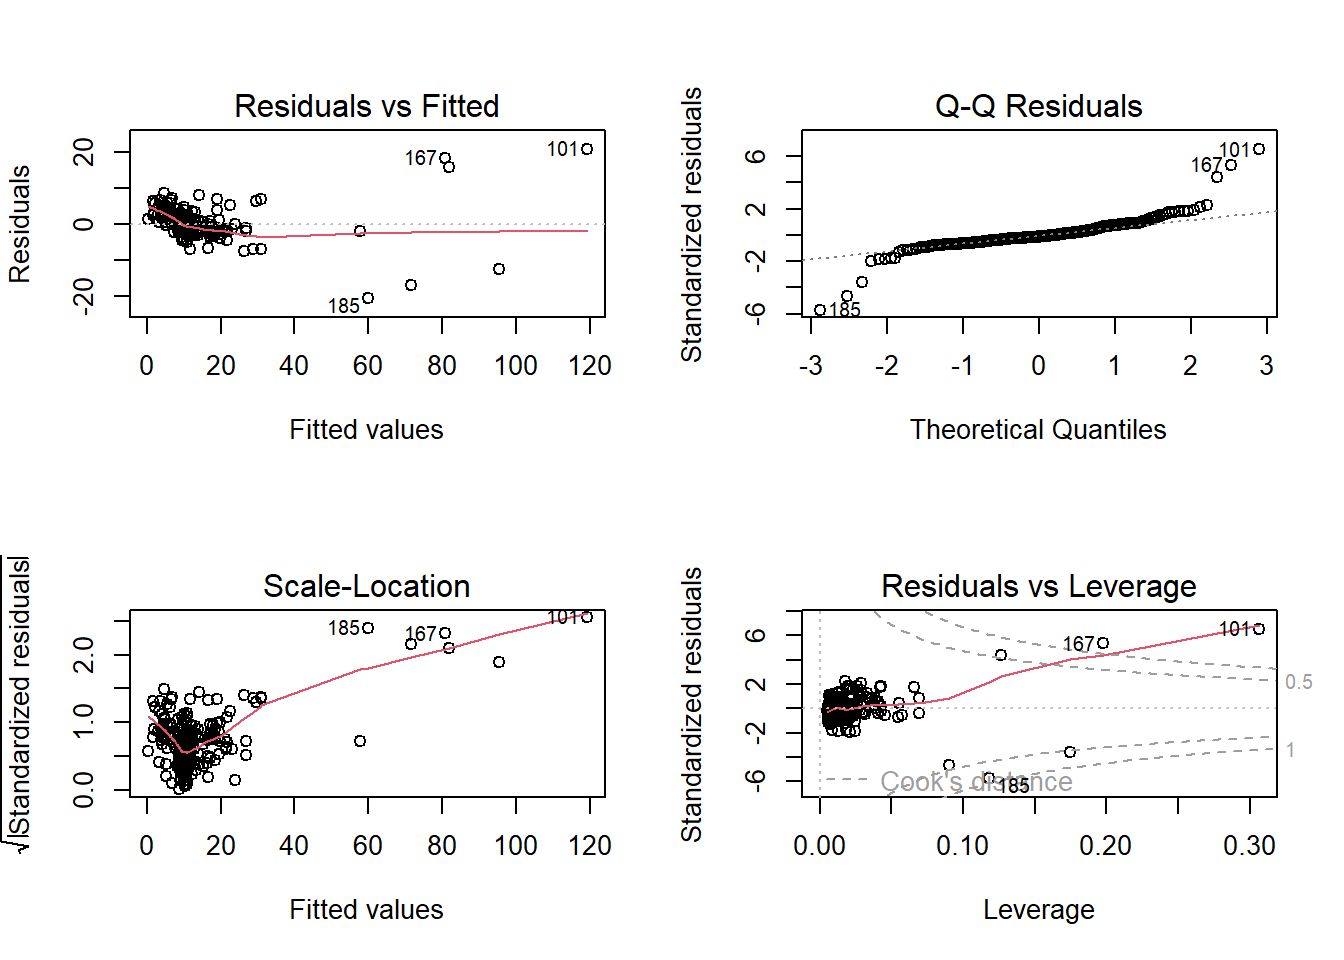 Residuals vs Fitted
Residuals
20
0
-20
167
101
185
0 20 40 60 80 100 120
Fitted values
Q-Q Residuals
Standardized residuals
6
2
-2
-6
101
167
185
-3 -2 -1 0 1 2 3
Theoretical Quantiles
Scale-Location
√|Standardized residuals|
2.0
1.0
0.0
185
167
101
0 20 40 60 80 100 120
Fitted values
Residuals vs Leverage
Standardized residuals
6
2
-2
-6
167
101
0.5
1
Cook's distance
185
0.00 0.10 0.20 0.30
Leverage